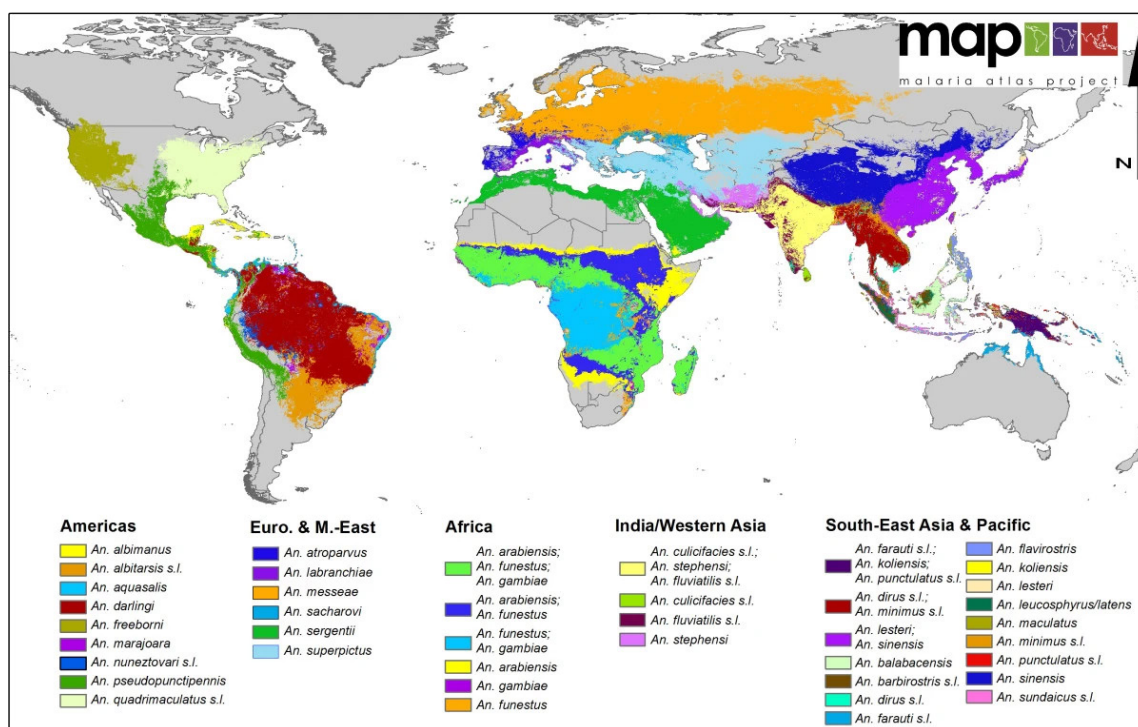 map
malaria atlas project
N
Americas
An. albimanus
An. albitarsis s.l.
An. aquasalis
An. darlingi
An. freeborni
An. marajoara
An. nuneztovari s.l.
An. pseudopunctipennis
An. quadrimaculatus s.l.
Euro. & M.-East
An. atroparvus
An. labranchiae
An. messeae
An. sacharovi
An. sergentii
An. superpictus
Africa
An. arabiensis;
An. funestus;
An. gambiae
An. arabiensis;
An. funestus
An. funestus;
An. gambiae
An. arabiensis
An. gambiae
An. funestus
India/Western Asia
An. culicifacies s.l.;
An. stephensi;
An. fluviatilis s.l.
An. culicifacies s.l.
An. fluviatilis s.l.
An. stephensi
South-East Asia & Pacific
An. farauti s.l.;
An. koliensis;
An. punctulatus s.l.
An. dirus s.l.;
An. minimus s.l.
An. lesteri;
An. sinensis
An. balabacensis
An. barbirostris s.l.
An. dirus s.l.
An. farauti s.l.
An. flavirostris
An. koliensis
An. lesteri
An. leucosphyrus/latens
An. maculatus
An. minimus s.l.
An. punctulatus s.l.
An. sinensis
An. sundaicus s.l.